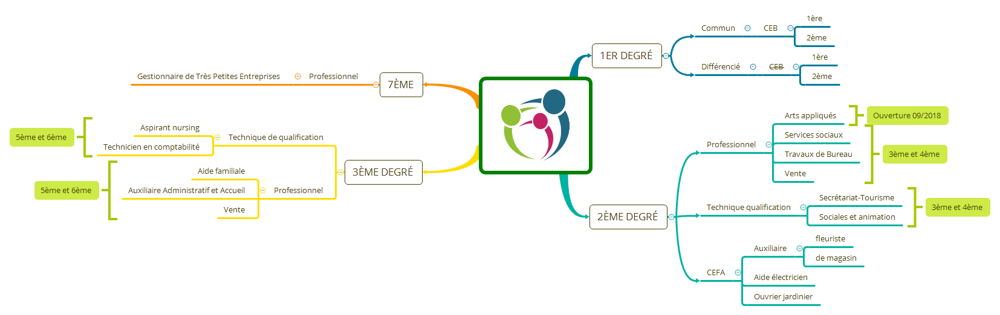 1ER DEGRÉ
Commun
CEB
1ère
2ème
Différencié
CEB
1ère
2ème
2ÈME DEGRÉ
Professionnel
Arts appliqués
Ouverture 09/2018
Services sociaux
Travaux de Bureau
Vente
3ème et 4ème
Technique qualification
Secrétariat-Tourisme
Sociales et animation
3ème et 4ème
CEFA
Auxiliaire
fleuriste
de magasin
Aide électricien
Ouvrier jardinier
3ÈME DEGRÉ
Technique de qualification
Aspirant nursing
Technicien en comptabilité
5ème et 6ème
Professionnel
Aide familiale
Auxiliaire Administratif et Accueil
Vente
5ème et 6ème
7ÈME
Professionnel
Gestionnaire de Très Petites Entreprises